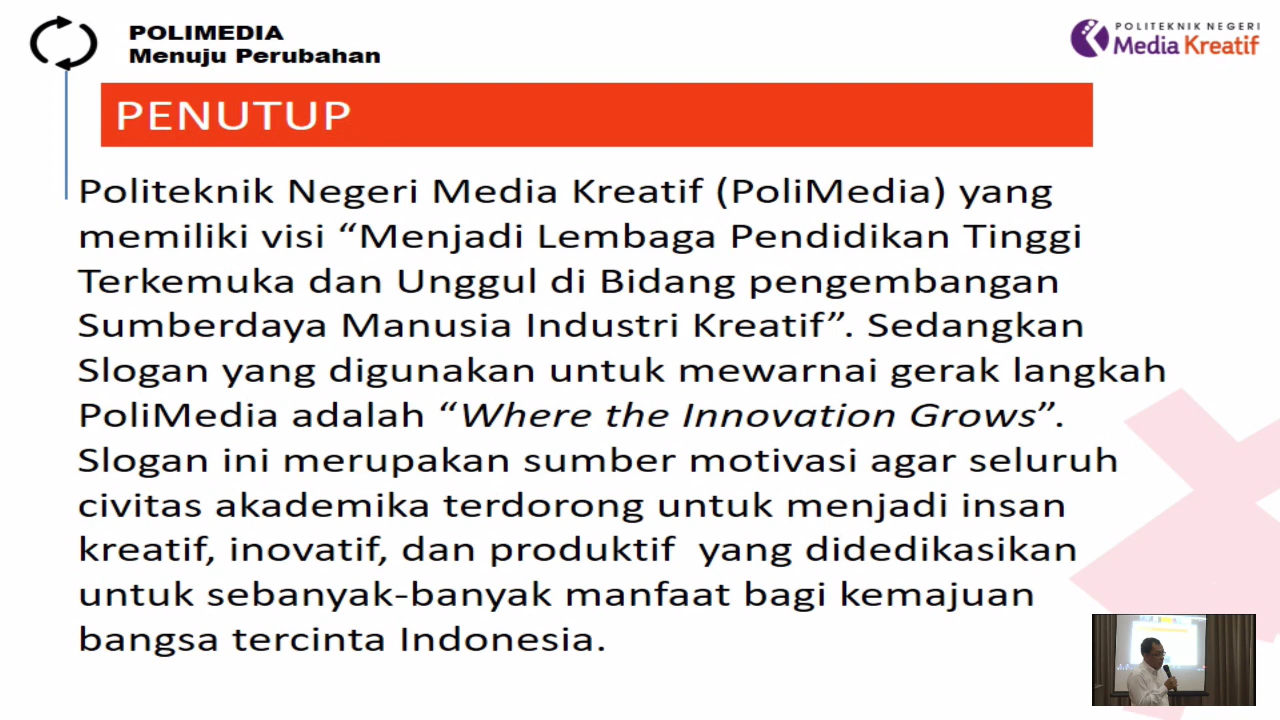 POLIMEDIA
Menuju Perubahan
POLITEKNIK NEGERI
Media Kreatif
PENUTUP
Politeknik Negeri Media Kreatif (PoliMedia) yang
memiliki visi “Menjadi Lembaga Pendidikan Tinggi
Terkemuka dan Unggul di Bidang pengembangan
Sumberdaya Manusia Industri Kreatif”. Sedangkan
Slogan yang digunakan untuk mewarnai gerak langkah
PoliMedia adalah “Where the Innovation Grows”.
Slogan ini merupakan sumber motivasi agar seluruh
civitas akademika terdorong untuk menjadi insan
kreatif, inovatif, dan produktif  yang didedikasikan
untuk sebanyak-banyak manfaat bagi kemajuan
bangsa tercinta Indonesia.